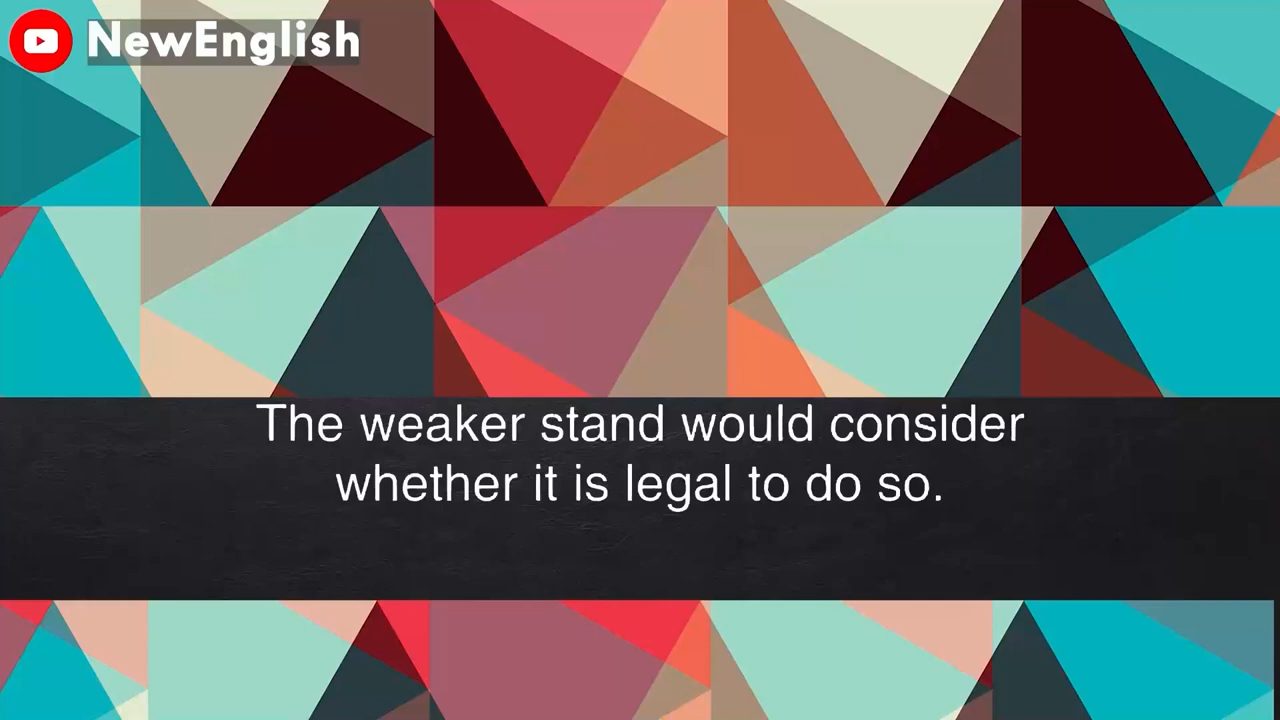 NewEnglish
The weaker stand would consider
whether it is legal to do so.